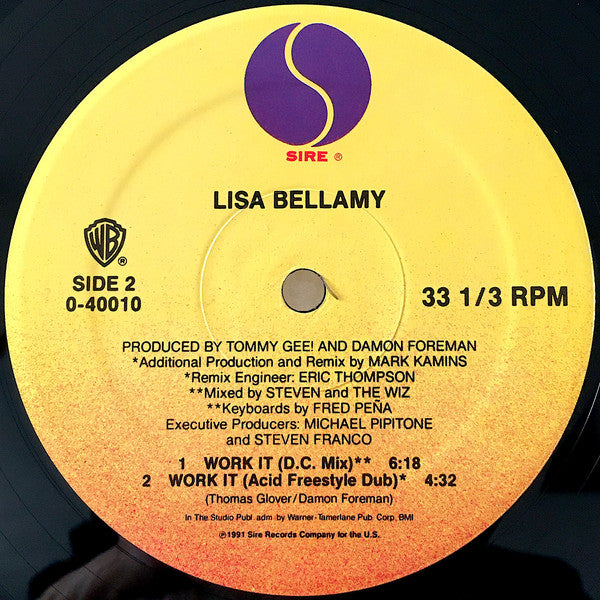 SIRE ®
LISA BELLAMY
WB ®
SIDE 2
0-40010
33 1/3 RPM
PRODUCED BY TOMMY GEE! AND DAMON FOREMAN
*Additional Production and Remix by MARK KAMINS
*Remix Engineer: ERIC THOMPSON
**Mixed by STEVEN and THE WIZ
**Keyboards by FRED PEÑA
Executive Producers: MICHAEL PIPITONE
and STEVEN FRANCO
1 WORK IT (D.C. Mix)** 6:18
2 WORK IT (Acid Freestyle Dub)* 4:32
(Thomas Glover/Damon Foreman)
In The Studio Publ adm by Warner-Tamerlane Pub Corp, BMI
℗1991 Sire Records Company for the U.S.